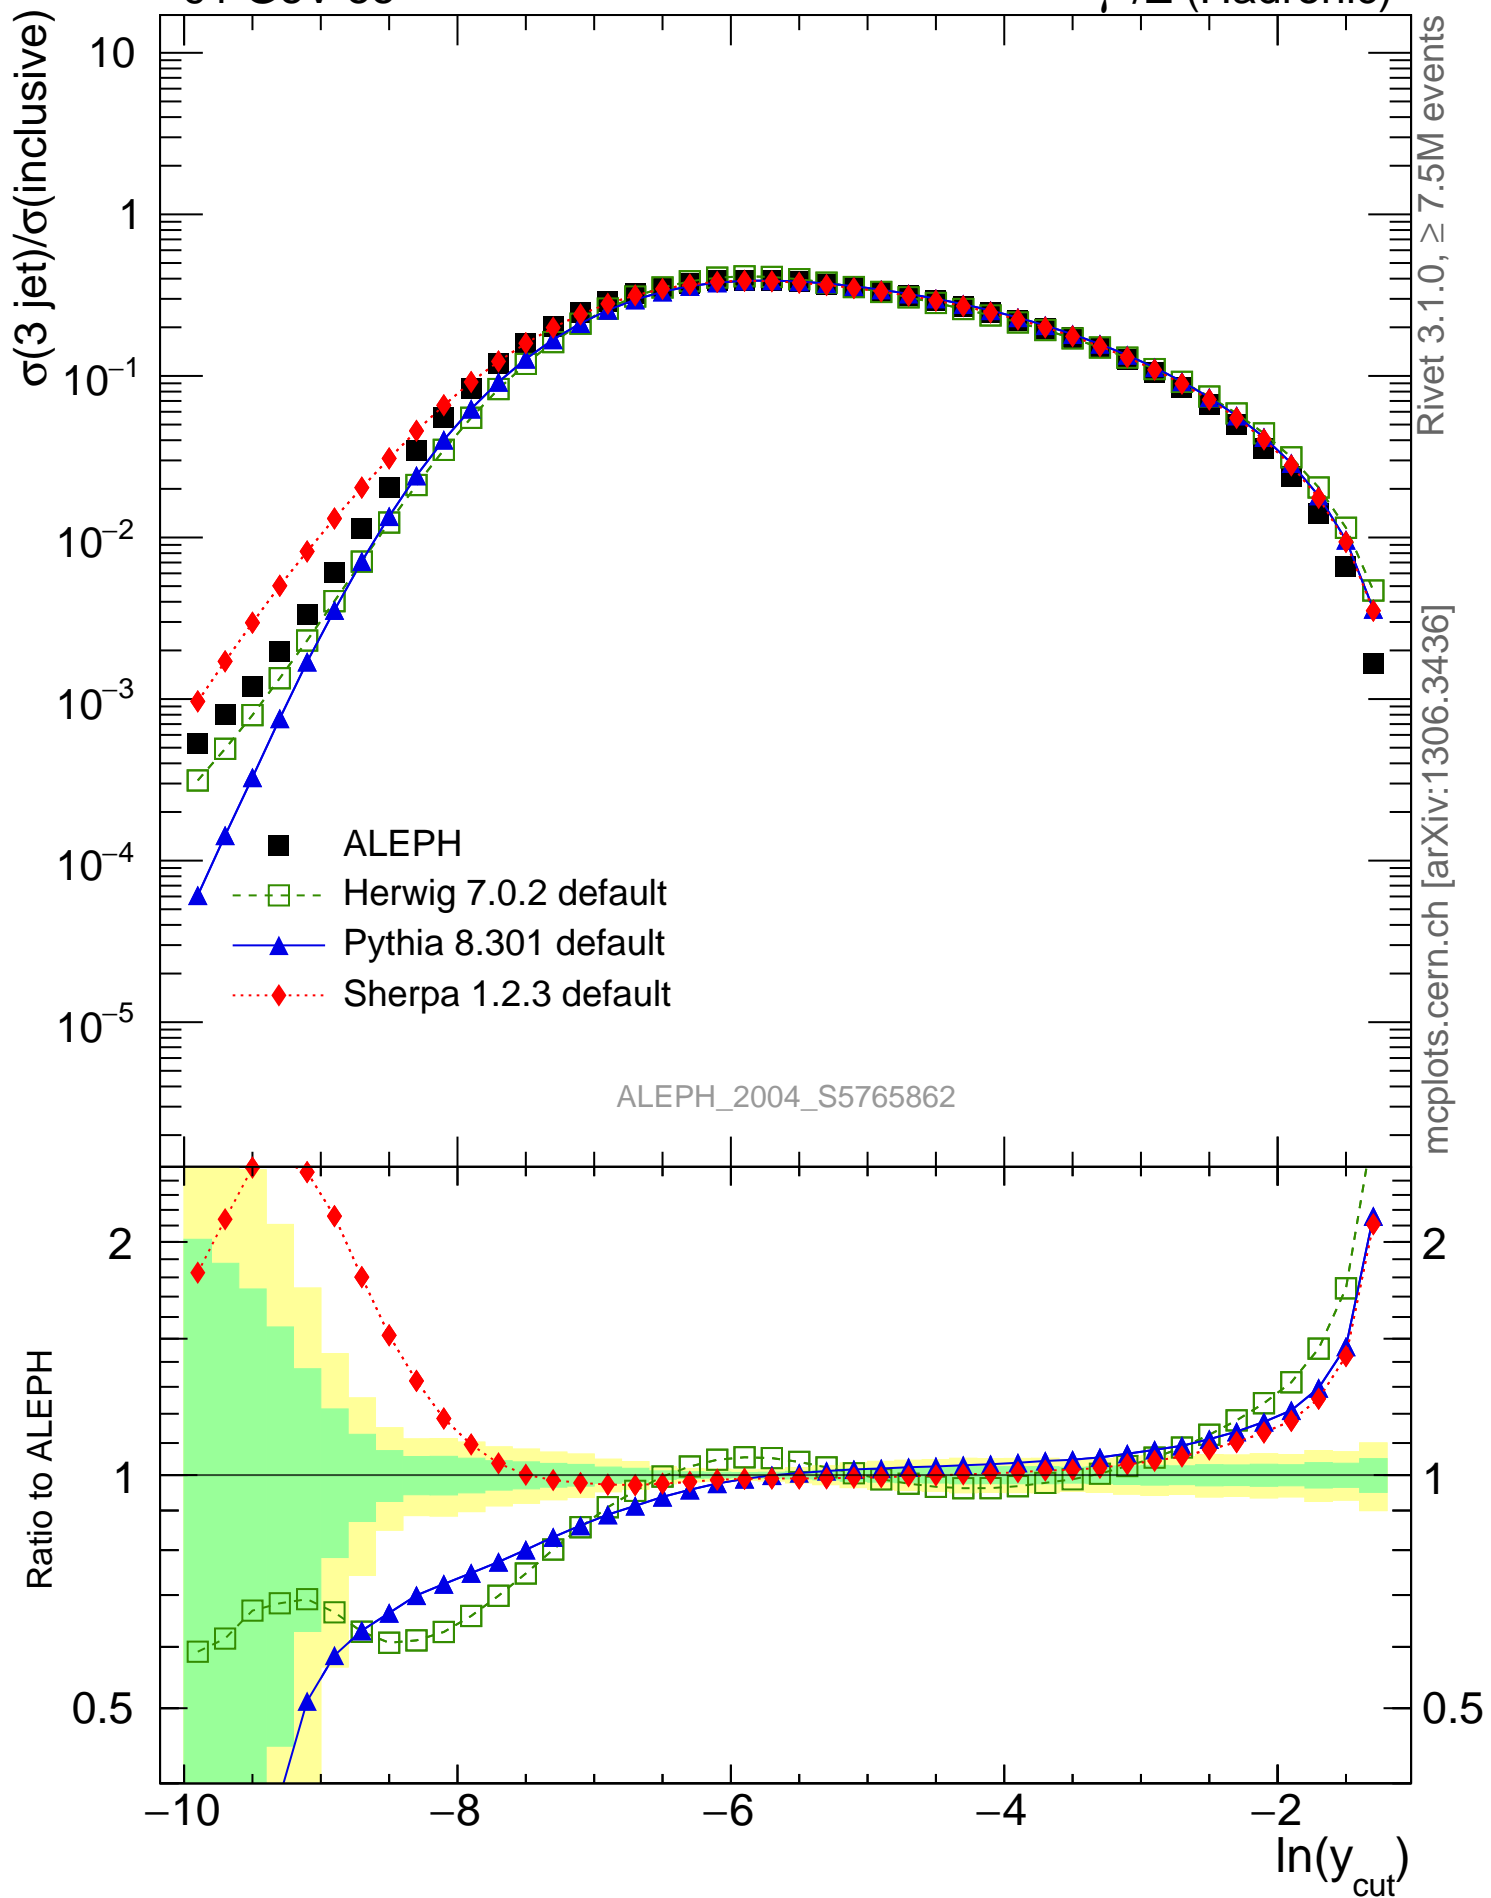 σ(3 jet)/σ(inclusive)
10
1
10⁻¹
10⁻²
10⁻³
10⁻⁴
10⁻⁵
ALEPH
Herwig 7.0.2 default
Pythia 8.301 default
Sherpa 1.2.3 default
ALEPH_2004_S5765862
Rivet 3.1.0, ≥ 7.5M events
mcplots.cern.ch [arXiv:1306.3436]
Ratio to ALEPH
2
1
0.5
2
1
0.5
−10 −8 −6 −4 −2
ln(y_cut)